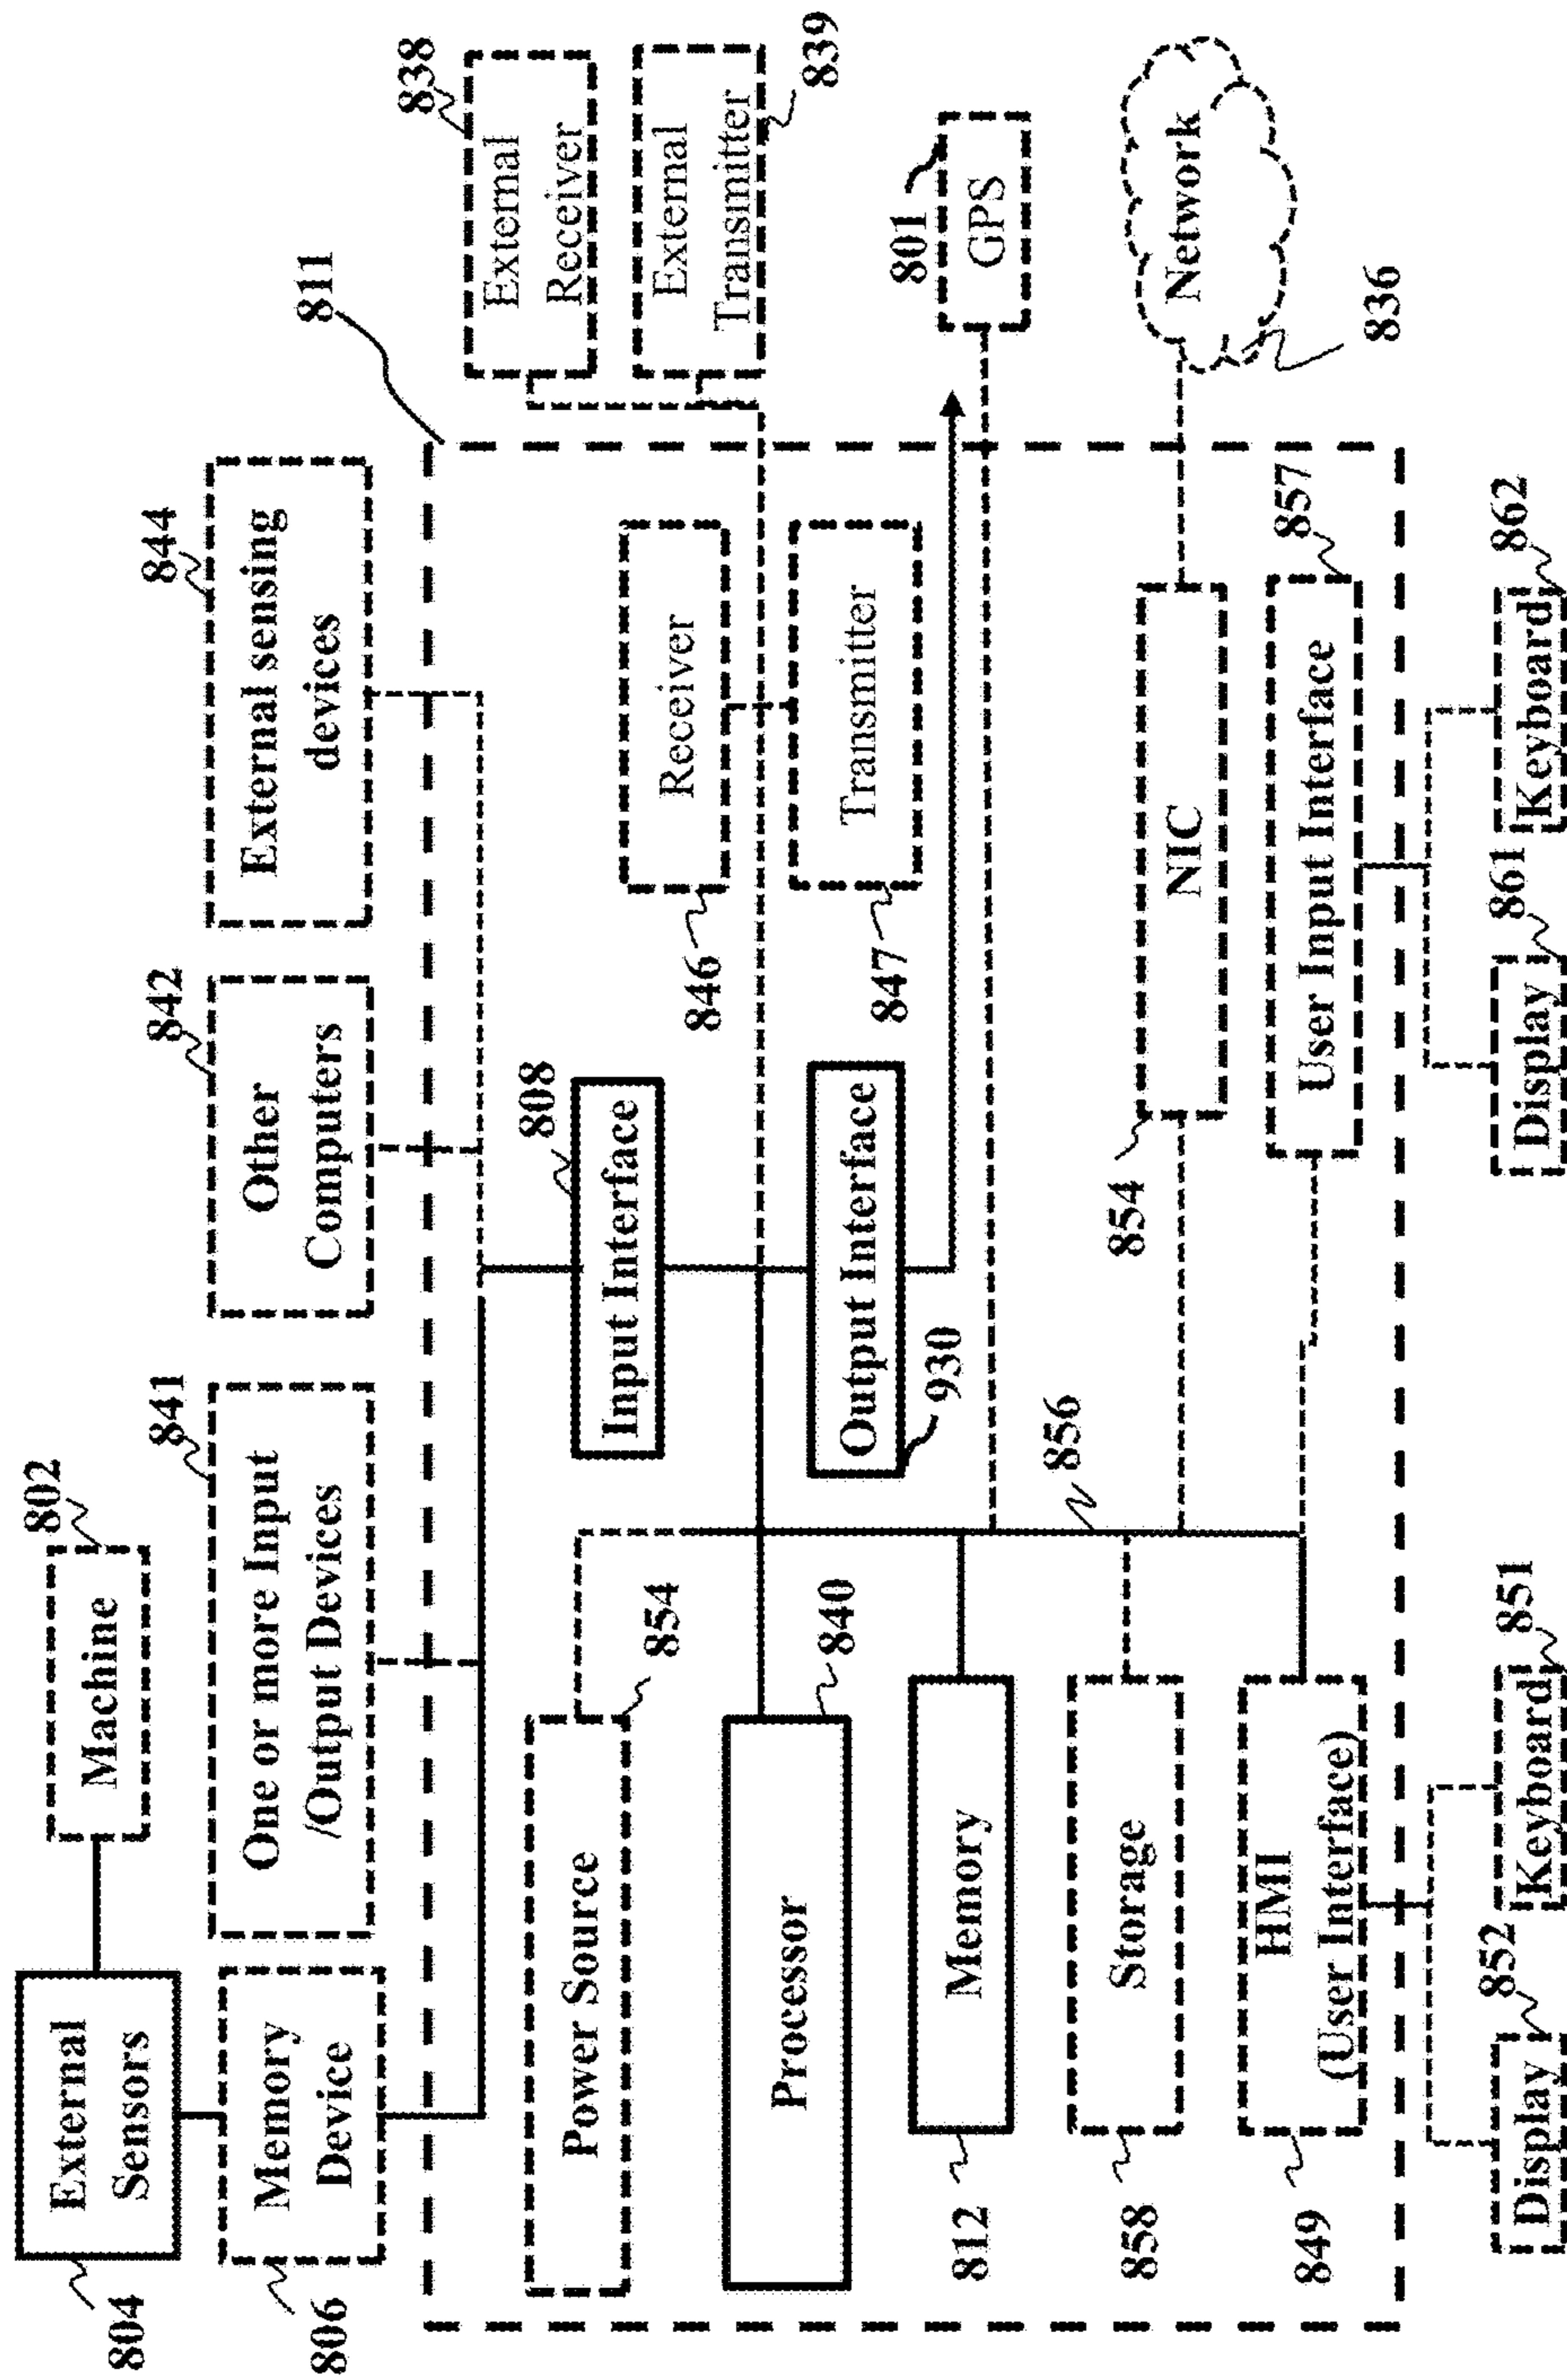 802
Machine
804
External
Sensors
806
Memory
Device
841
One or more Input
/Output Devices
842
Other
Computers
844
External sensing
devices
811
838
External
Receiver
839
External
Transmitter
801
GPS
Network
836
808
Input Interface
Output Interface
930
846
Receiver
847
Transmitter
Power Source
854
Processor
840
812
Memory
856
858
Storage
849
HMI
(User Interface)
854
NIC
User Input Interface
857
Display
852
Keyboard
851
Display
861
Keyboard
862